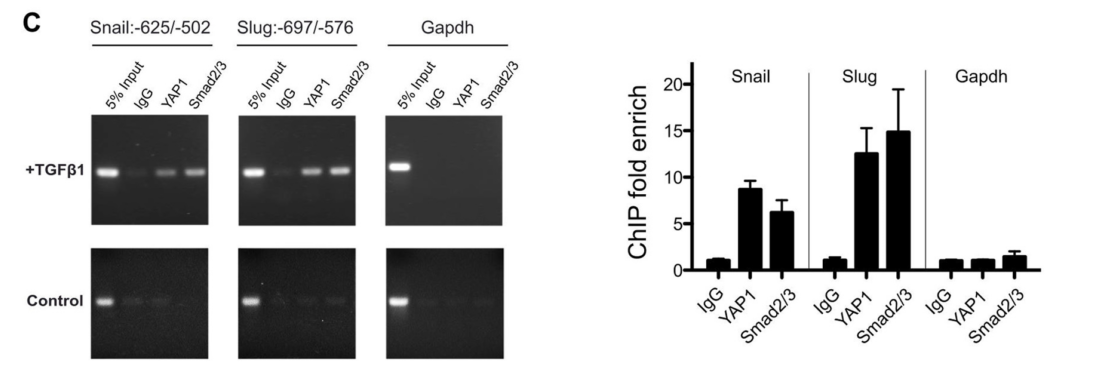 C
Snail:-625/-502 Slug:-697/-576 Gapdh
5% Input IgG YAP1 Smad2/3 5% Input IgG YAP1 Smad2/3 5% Input IgG YAP1 Smad2/3
+TGFβ1
Control
ChIP fold enrich
20
15
10
5
0
Snail Slug Gapdh
IgG YAP1 Smad2/3 IgG YAP1 Smad2/3 IgG YAP1 Smad2/3